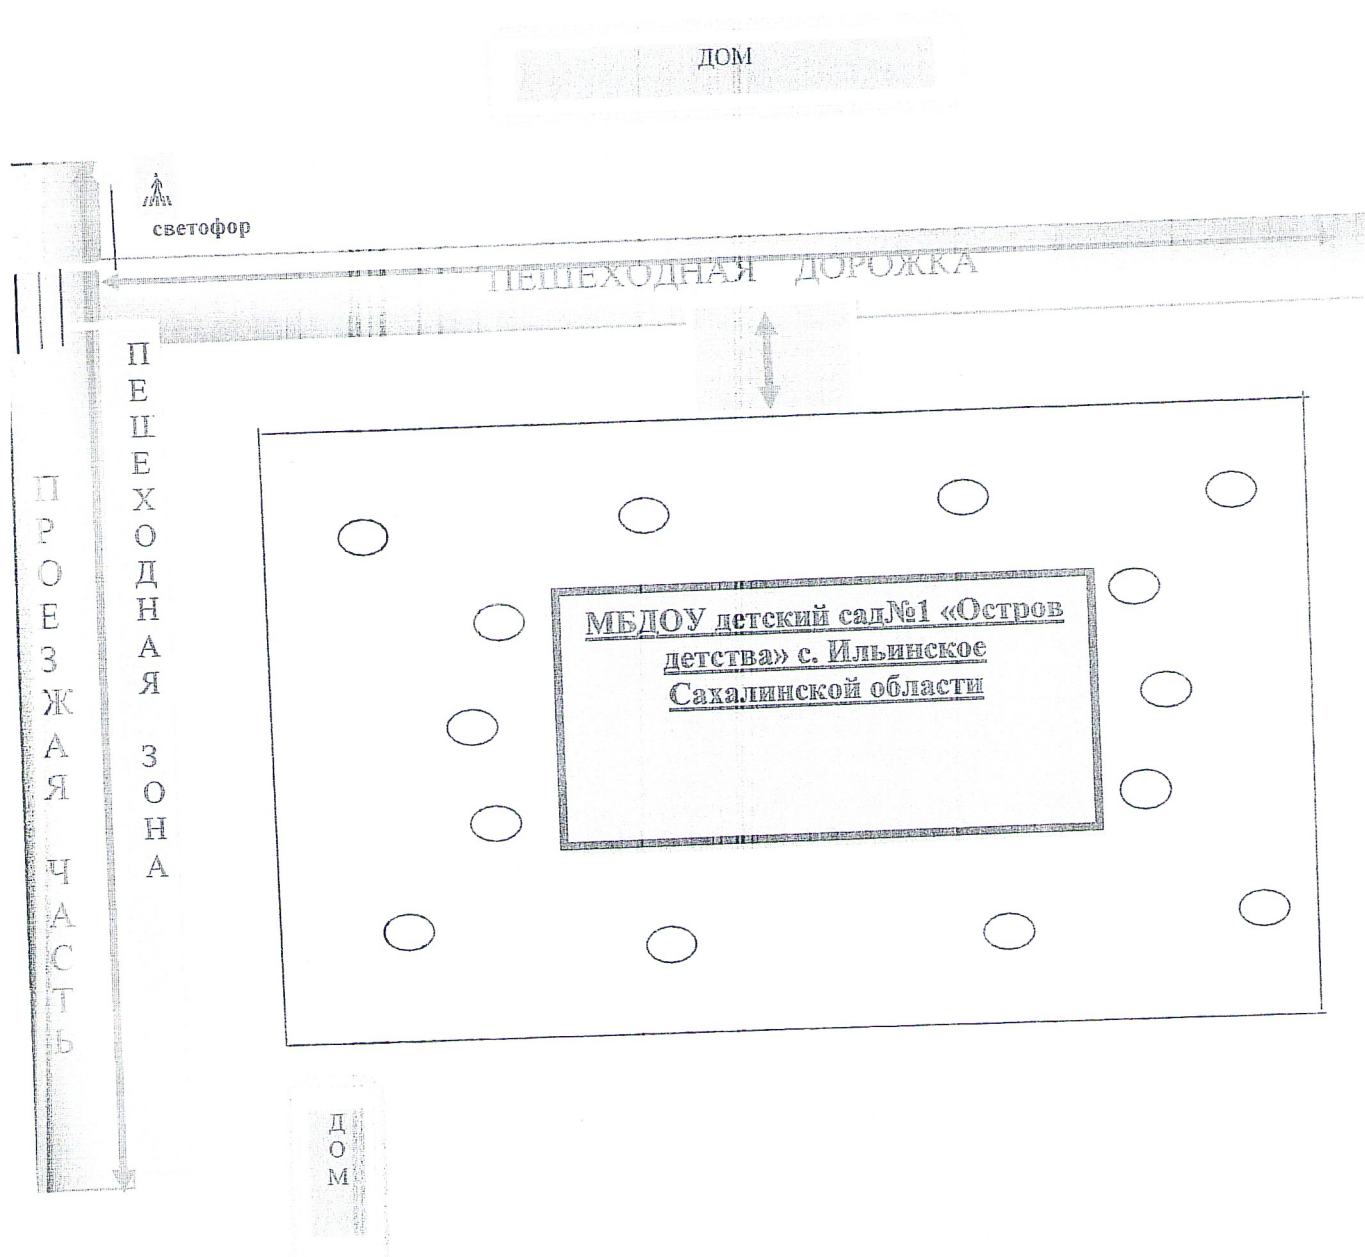 ДОМ
светофор
ПЕШЕХОДНАЯ ДОРОЖКА
ПЕШЕХОДНАЯ ЗОНА
ПРОЕЗЖАЯ ЧАСТЬ
МБДОУ детский сад№1 «Остров
детства» с. Ильинское
Сахалинской области
ДОМ